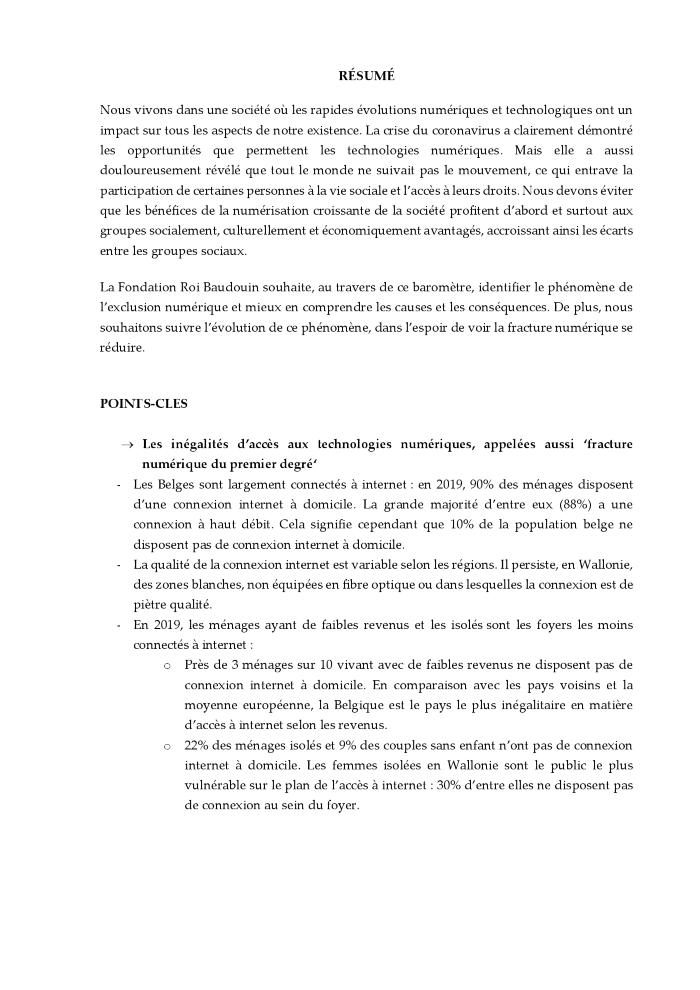 RÉSUMÉ
Nous vivons dans une société où les rapides évolutions numériques et technologiques ont un
impact sur tous les aspects de notre existence. La crise du coronavirus a clairement démontré
les opportunités que permettent les technologies numériques. Mais elle a aussi
douloureusement révélé que tout le monde ne suivait pas le mouvement, ce qui entrave la
participation de certaines personnes à la vie sociale et l’accès à leurs droits. Nous devons éviter
que les bénéfices de la numérisation croissante de la société profitent d’abord et surtout aux
groupes socialement, culturellement et économiquement avantagés, accroissant ainsi les écarts
entre les groupes sociaux.
La Fondation Roi Baudouin souhaite, au travers de ce baromètre, identifier le phénomène de
l’exclusion numérique et mieux en comprendre les causes et les conséquences. De plus, nous
souhaitons suivre l’évolution de ce phénomène, dans l’espoir de voir la fracture numérique se
réduire.
POINTS-CLES
→ Les inégalités d’accès aux technologies numériques, appelées aussi ‘fracture
numérique du premier degré‘
- Les Belges sont largement connectés à internet : en 2019, 90% des ménages disposent
d’une connexion internet à domicile. La grande majorité d’entre eux (88%) a une
connexion à haut débit. Cela signifie cependant que 10% de la population belge ne
disposent pas de connexion internet à domicile.
- La qualité de la connexion internet est variable selon les régions. Il persiste, en Wallonie,
des zones blanches, non équipées en fibre optique ou dans lesquelles la connexion est de
piètre qualité.
- En 2019, les ménages ayant de faibles revenus et les isolés sont les foyers les moins
connectés à internet :
o Près de 3 ménages sur 10 vivant avec de faibles revenus ne disposent pas de
connexion internet à domicile. En comparaison avec les pays voisins et la
moyenne européenne, la Belgique est le pays le plus inégalitaire en matière
d’accès à internet selon les revenus.
o 22% des ménages isolés et 9% des couples sans enfant n’ont pas de connexion
internet à domicile. Les femmes isolées en Wallonie sont le public le plus
vulnérable sur le plan de l’accès à internet : 30% d’entre elles ne disposent pas
de connexion au sein du foyer.